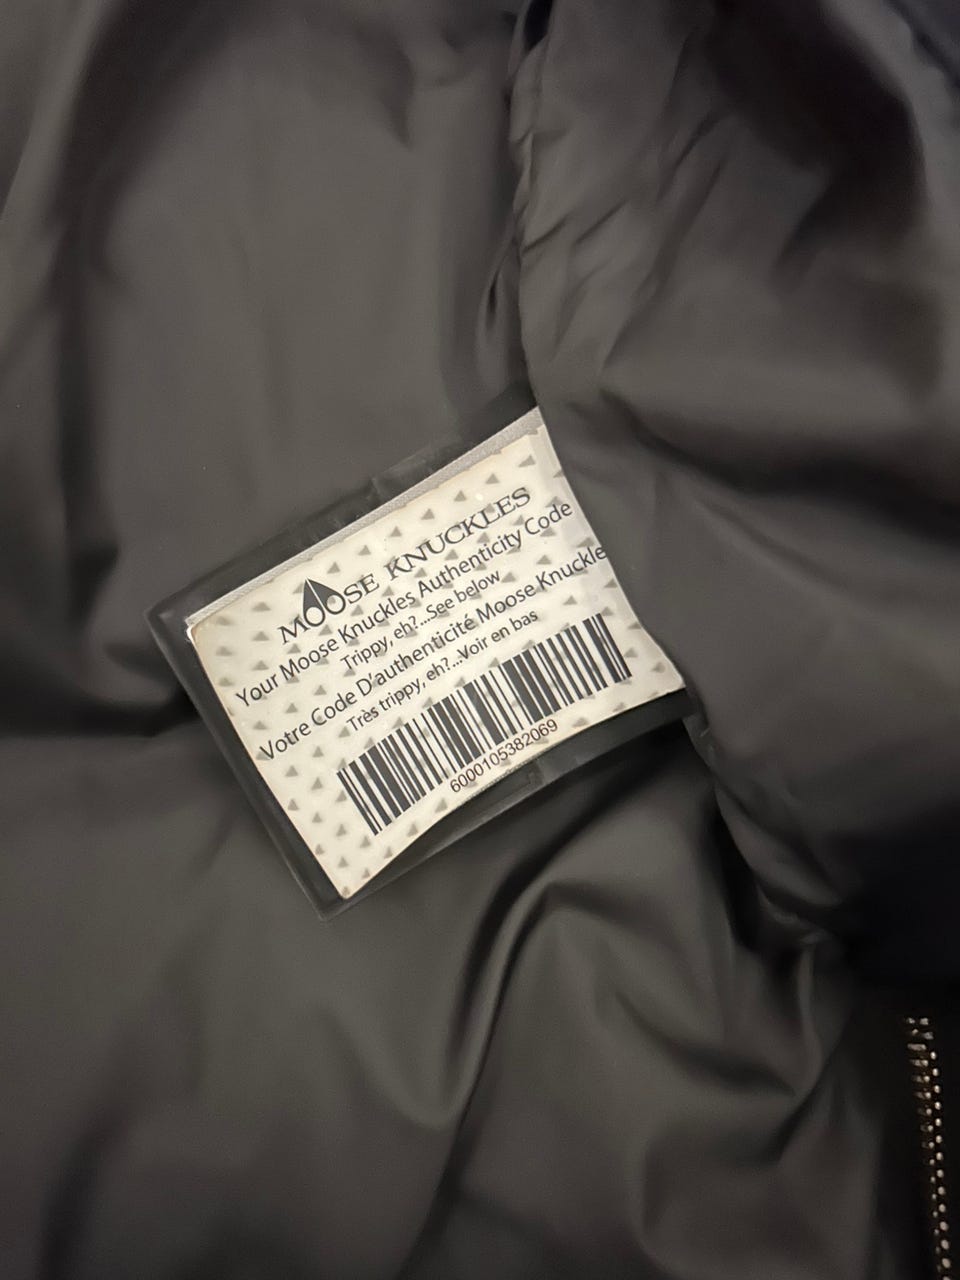 MOOSE KNUCKLES
Your Moose Knuckles Authenticity Code
Trippy, eh?...See below
Votre Code D'authenticité Moose Knuckle
Très trippy, eh?...Voir en bas
6000105382069